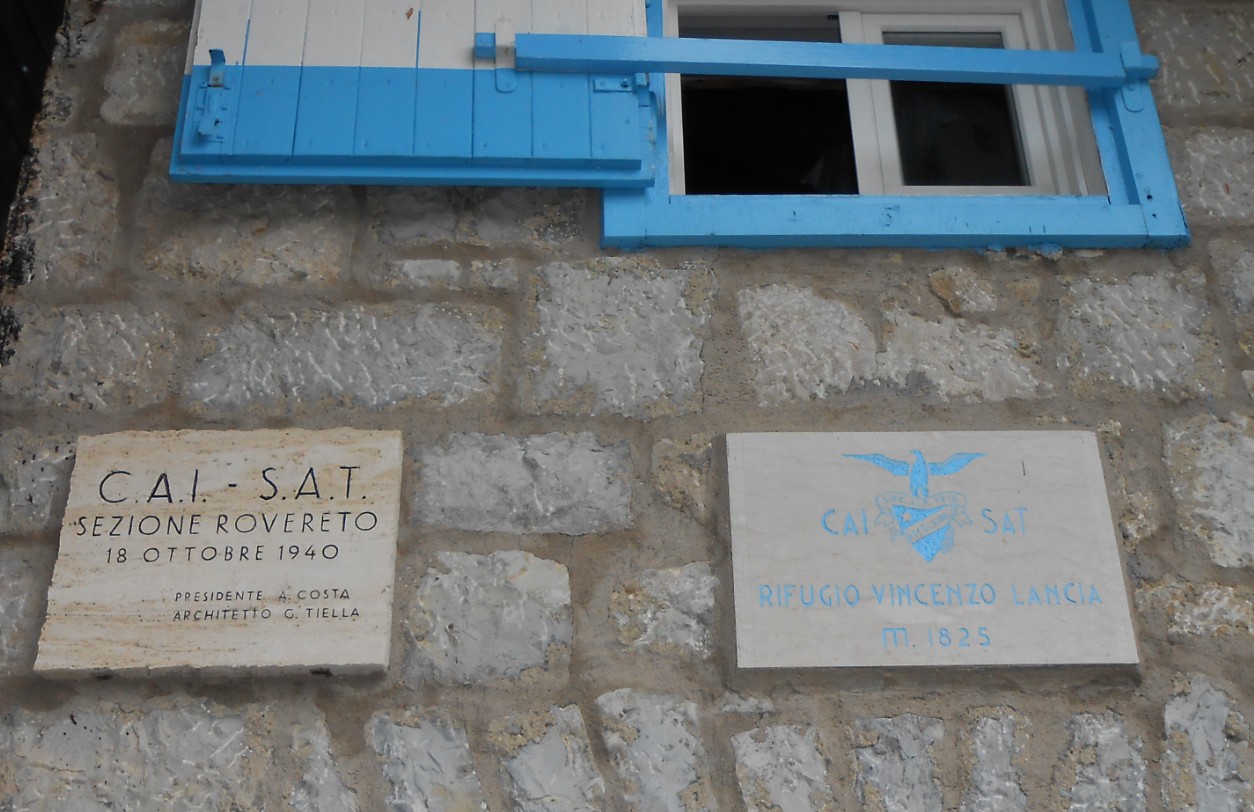 C.A.I. - S.A.T.
SEZIONE ROVERETO
18 OTTOBRE 1940
PRESIDENTE A. COSTA
ARCHITETTO G. TIELLA
CAI SAT
RIFUGIO VINCENZO LANCIA
m. 1825